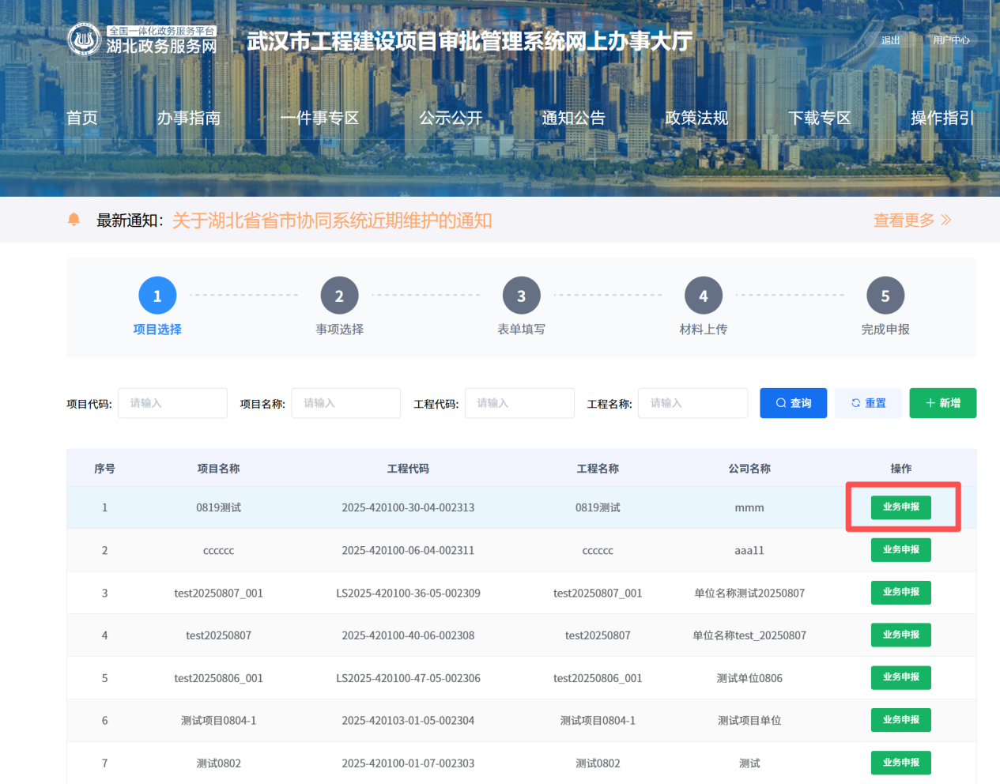 全国一体化政务服务平台
湖北政务服务网
武汉市工程建设项目审批管理系统网上办事大厅
退出 用户中心
首页 办事指南 一件事专区 公示公开 通知公告 政策法规 下载专区 操作指引
最新通知： 关于湖北省省市协同系统近期维护的通知 查看更多
1 2 3 4 5
项目选择 事项选择 表单填写 材料上传 完成申报
项目代码: 请输入 项目名称: 请输入 工程代码: 请输入 工程名称: 请输入 查询 重置 新增
序号 项目名称 工程代码 工程名称 公司名称 操作
1 0819测试 2025-420100-30-04-002313 0819测试 mmm 业务申报
2 cccccc 2025-420100-06-04-002311 cccccc aaa11 业务申报
3 test20250807_001 LS2025-420100-36-05-002309 test20250807_001 单位名称测试20250807 业务申报
4 test20250807 2025-420100-40-06-002308 test20250807 单位名称test_20250807 业务申报
5 test20250806_001 LS2025-420100-47-05-002306 test20250806_001 测试单位0806 业务申报
6 测试项目0804-1 2025-420103-01-05-002304 测试项目0804-1 测试项目单位 业务申报
7 测试0802 2025-420100-01-07-002303 测试0802 测试 业务申报